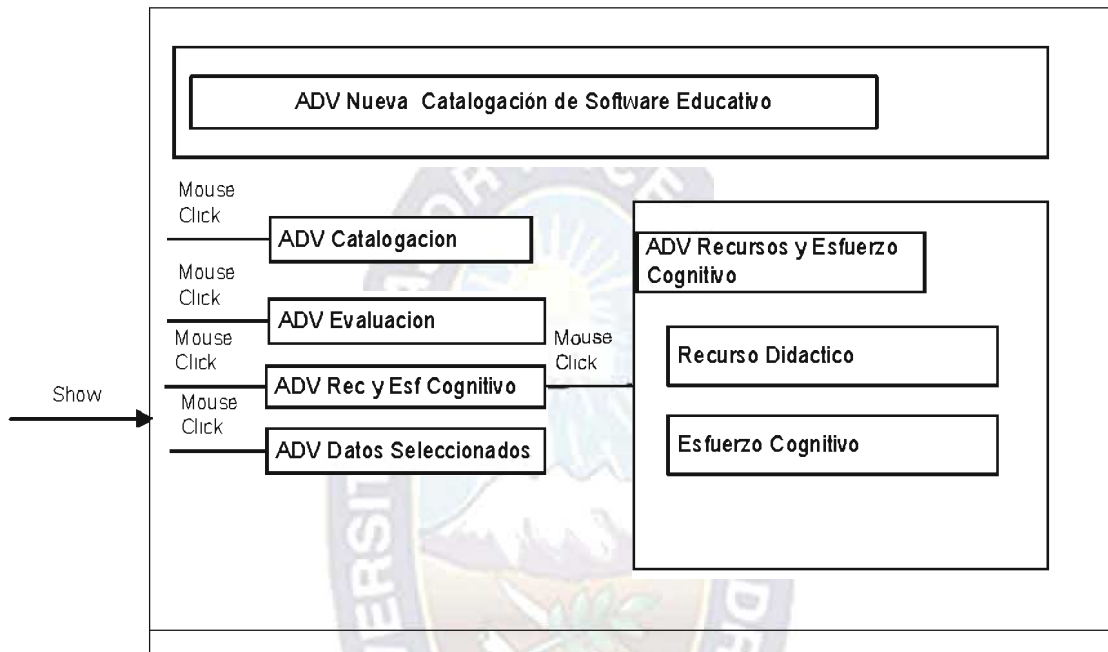 ADV Nueva Catalogación de Software Educativo
Mouse
Click
ADV Catalogacion
Mouse
Click
ADV Evaluacion
Mouse
Click
ADV Rec y Esf Cognitivo
Mouse
Click
ADV Datos Seleccionados
Show
Mouse
Click
ADV Recursos y Esfuerzo
Cognitivo
Recurso Didactico
Esfuerzo Cognitivo